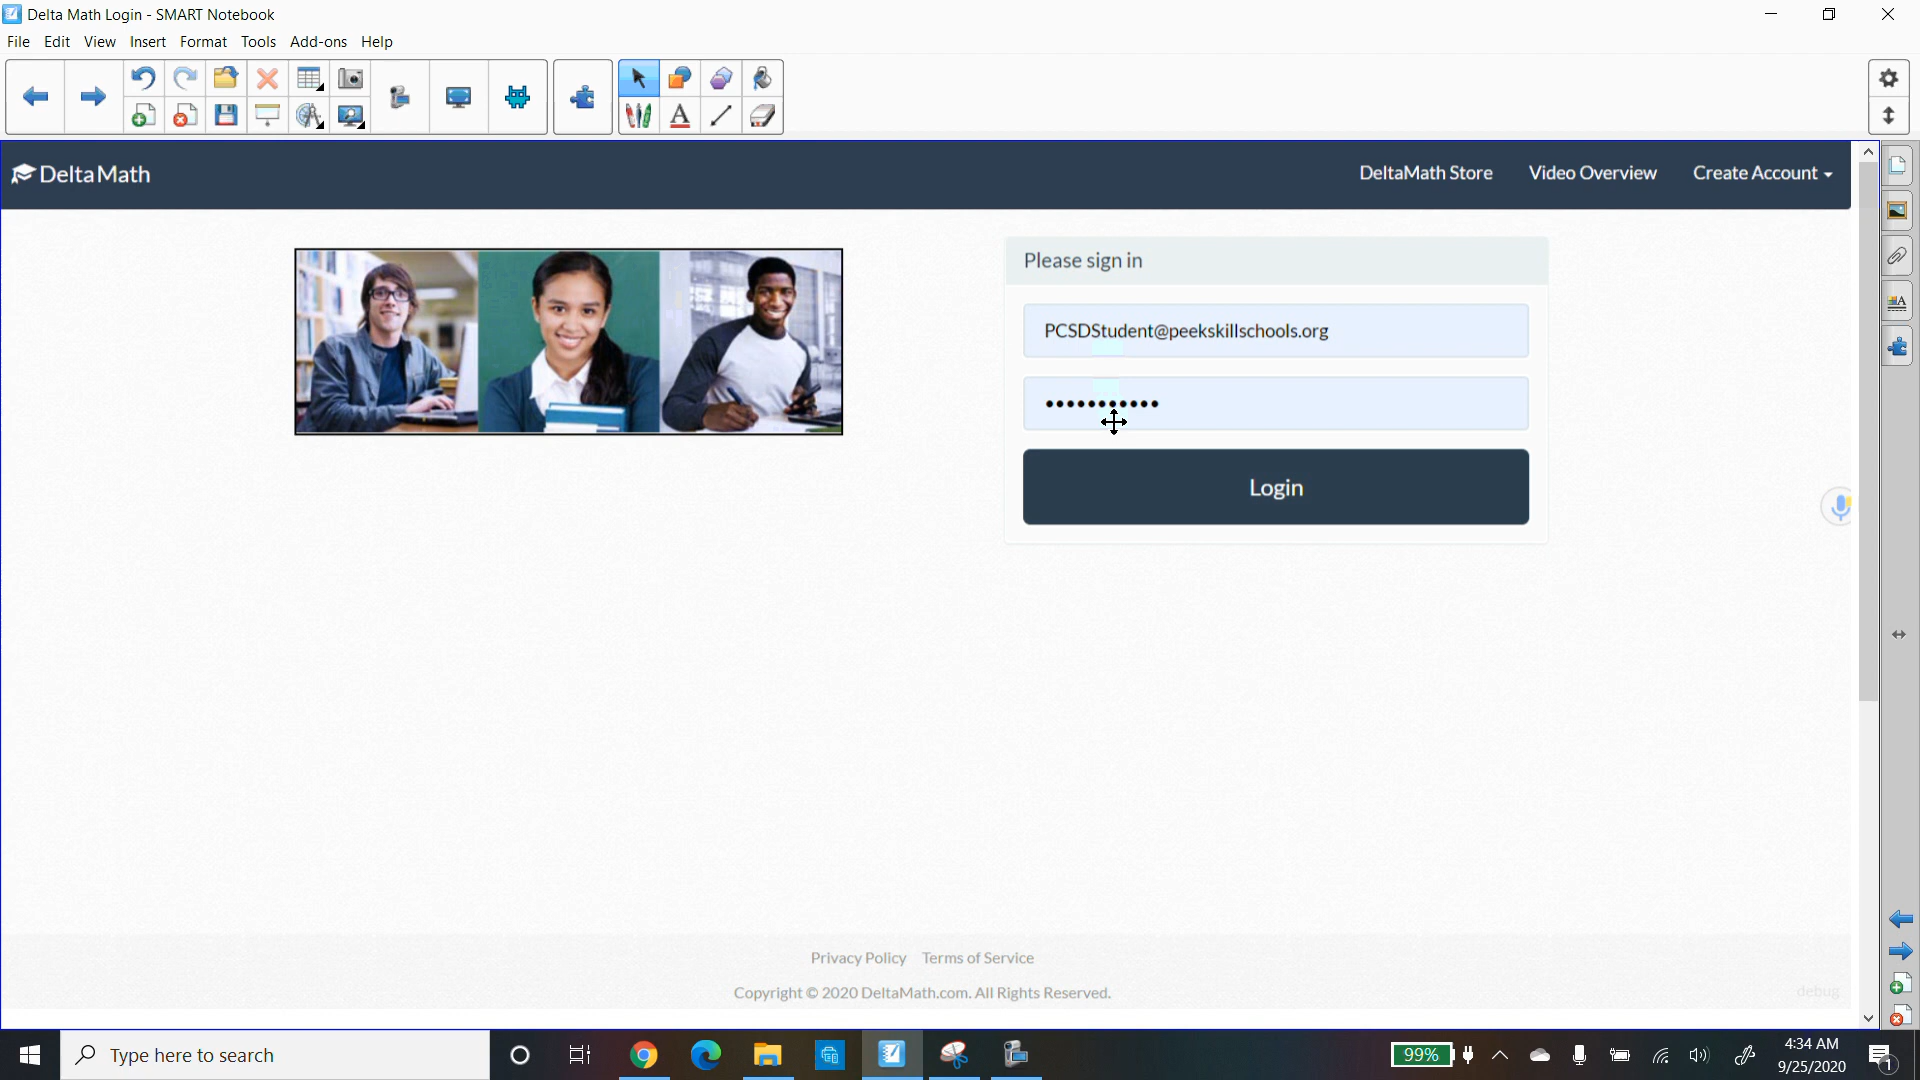 Delta Math Login - SMART Notebook
File Edit View Insert Format Tools Add-ons Help
A
DeltaMath
DeltaMath Store Video Overview Create Account
Please sign in
PCSDStudent@peekskillschools.org
•••••••••••
Login
A
Privacy Policy Terms of Service
Copyright © 2020 DeltaMath.com. All Rights Reserved.
debug
Type here to search
99%
4:34 AM
9/25/2020
1